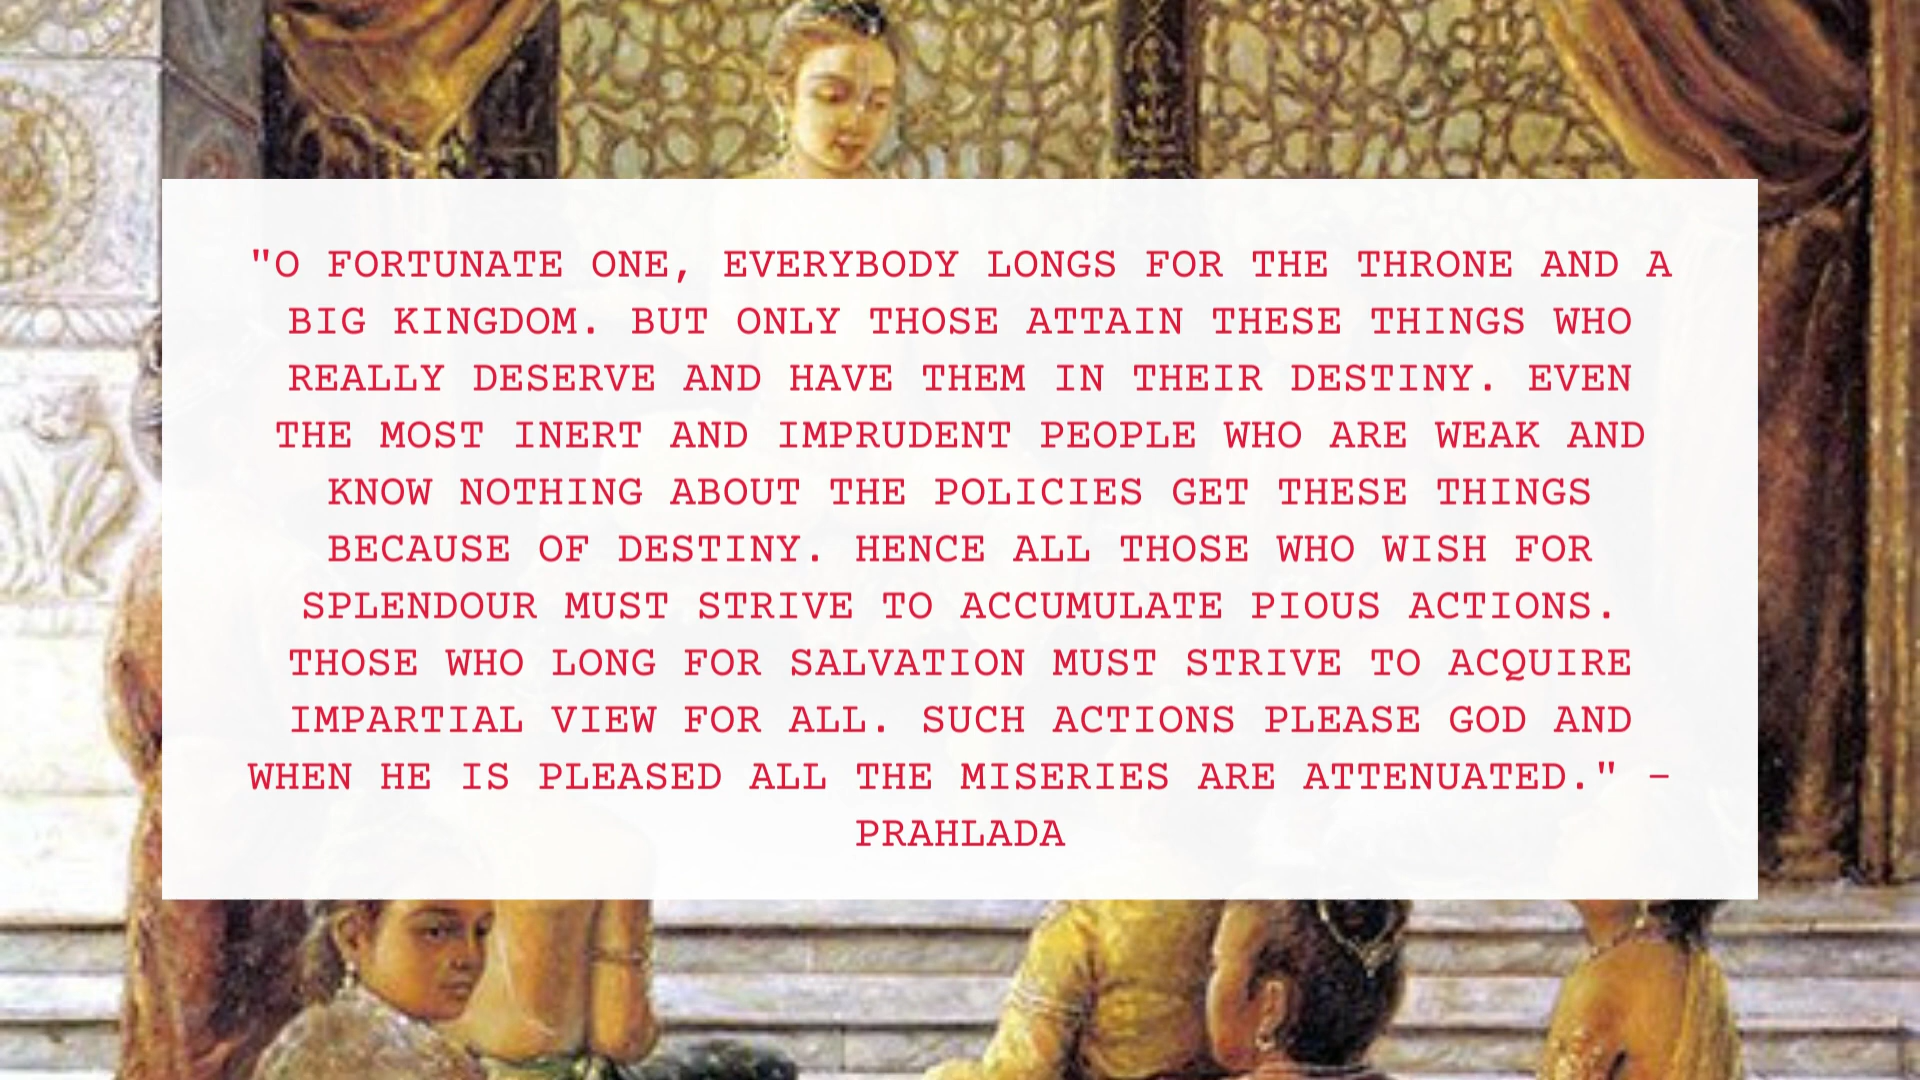 "O FORTUNATE ONE, EVERYBODY LONGS FOR THE THRONE AND A
BIG KINGDOM. BUT ONLY THOSE ATTAIN THESE THINGS WHO
REALLY DESERVE AND HAVE THEM IN THEIR DESTINY. EVEN
THE MOST INERT AND IMPRUDENT PEOPLE WHO ARE WEAK AND
KNOW NOTHING ABOUT THE POLICIES GET THESE THINGS
BECAUSE OF DESTINY. HENCE ALL THOSE WHO WISH FOR
SPLENDOUR MUST STRIVE TO ACCUMULATE PIOUS ACTIONS.
THOSE WHO LONG FOR SALVATION MUST STRIVE TO ACQUIRE
IMPARTIAL VIEW FOR ALL. SUCH ACTIONS PLEASE GOD AND
WHEN HE IS PLEASED ALL THE MISERIES ARE ATTENUATED." –
PRAHLADA